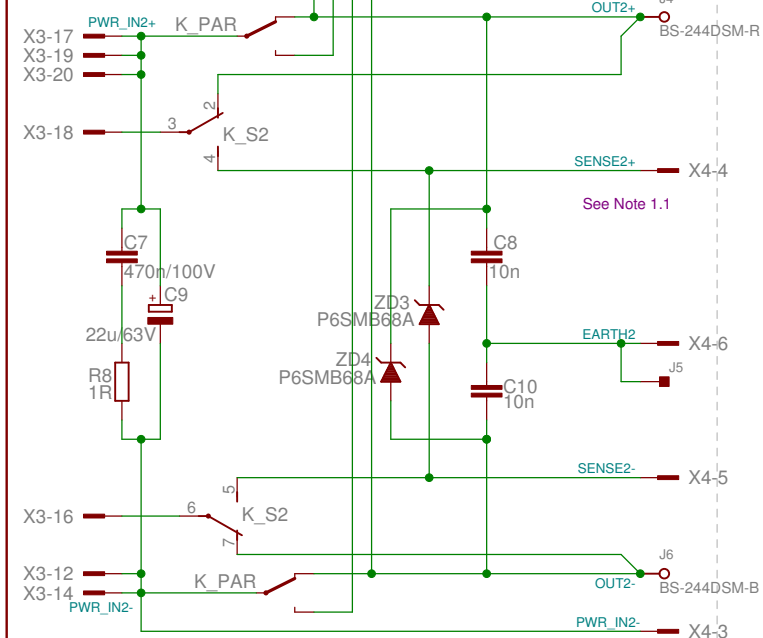 OUT2+
J4
BS-244DSM-R
PWR_IN2+
K_PAR
X3-17
X3-19
X3-20
2
3
X3-18
K_S2
4
SENSE2+
X4-4
See Note 1.1
C7
470n/100V
C8
10n
+
C9
22u/63V
ZD3
P6SMB68A
EARTH2
X4-6
ZD4
P6SMB68A
J5
R8
1R
C10
10n
SENSE2-
X4-5
5
6
X3-16
K_S2
7
J6
X3-12
K_PAR
OUT2-
BS-244DSM-B
X3-14
PWR_IN2-
PWR_IN2-
X4-3